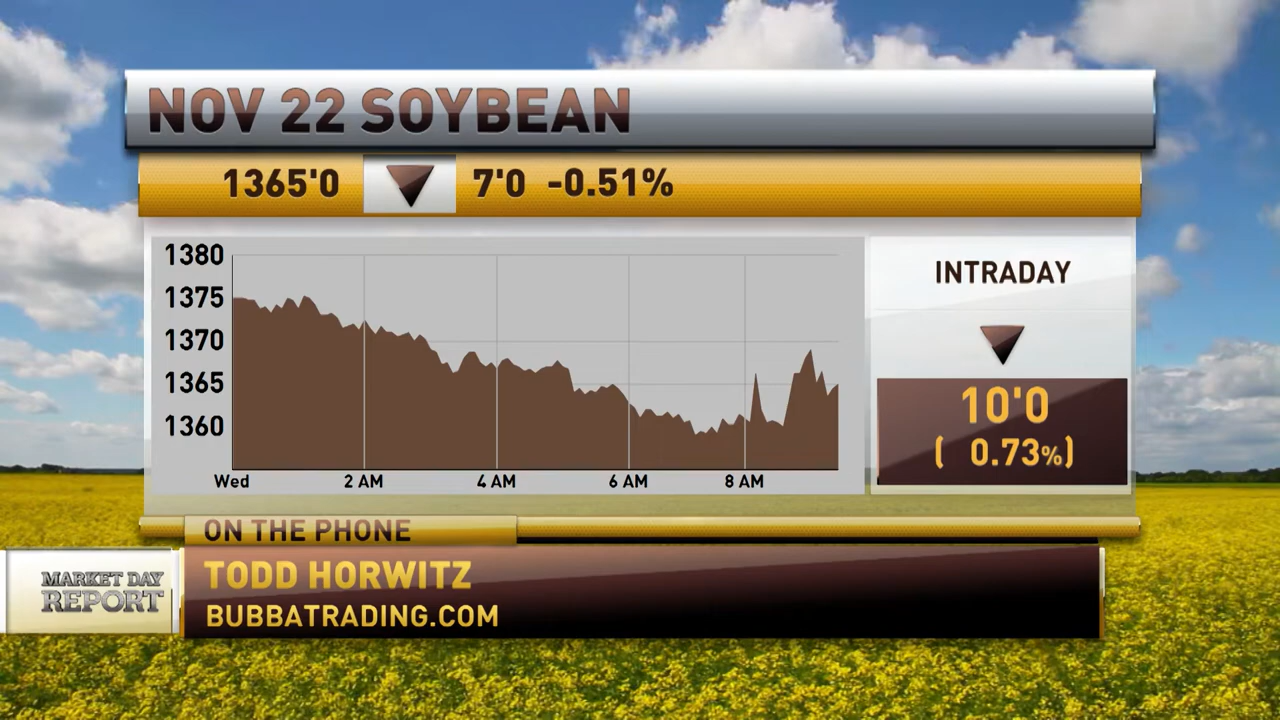 NOV 22 SOYBEAN
1365'0 7'0 -0.51%
1380
1375
1370
1365
1360
Wed 2 AM 4 AM 6 AM 8 AM
INTRADAY
10'0
( 0.73%)
ON THE PHONE
TODD HORWITZ
BUBBATRADING.COM
MARKET DAY
REPORT